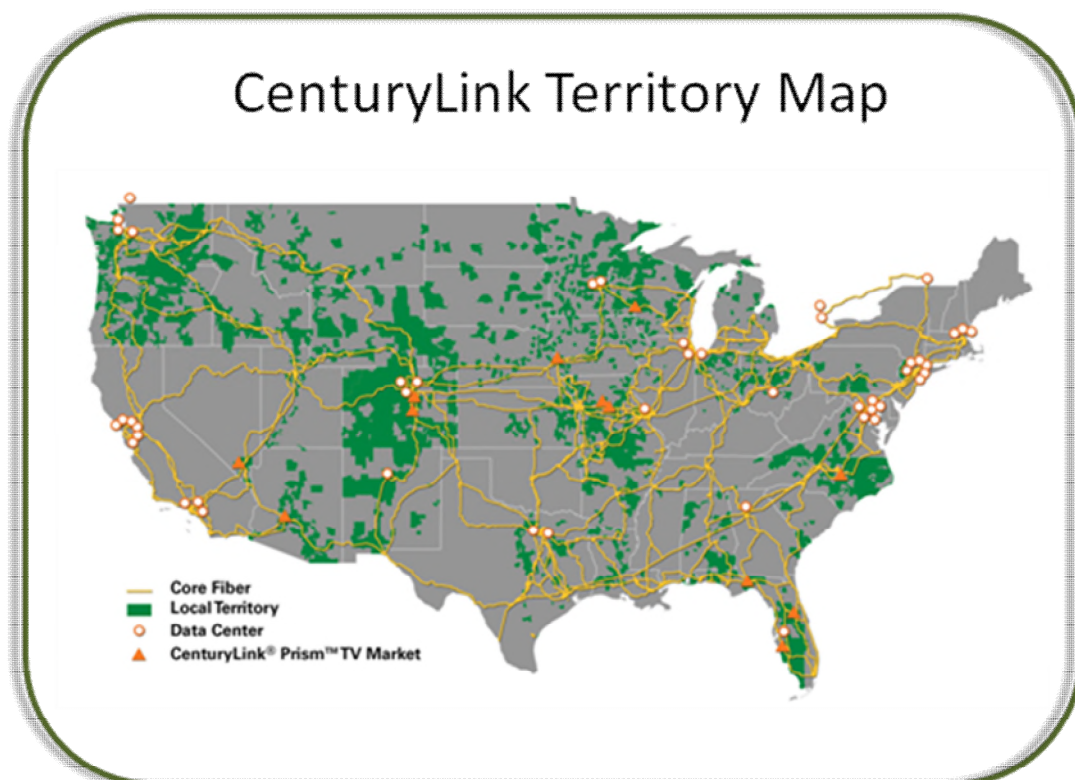 CenturyLink Territory Map
Core Fiber
Local Territory
Data Center
CenturyLink® Prism™ TV Market